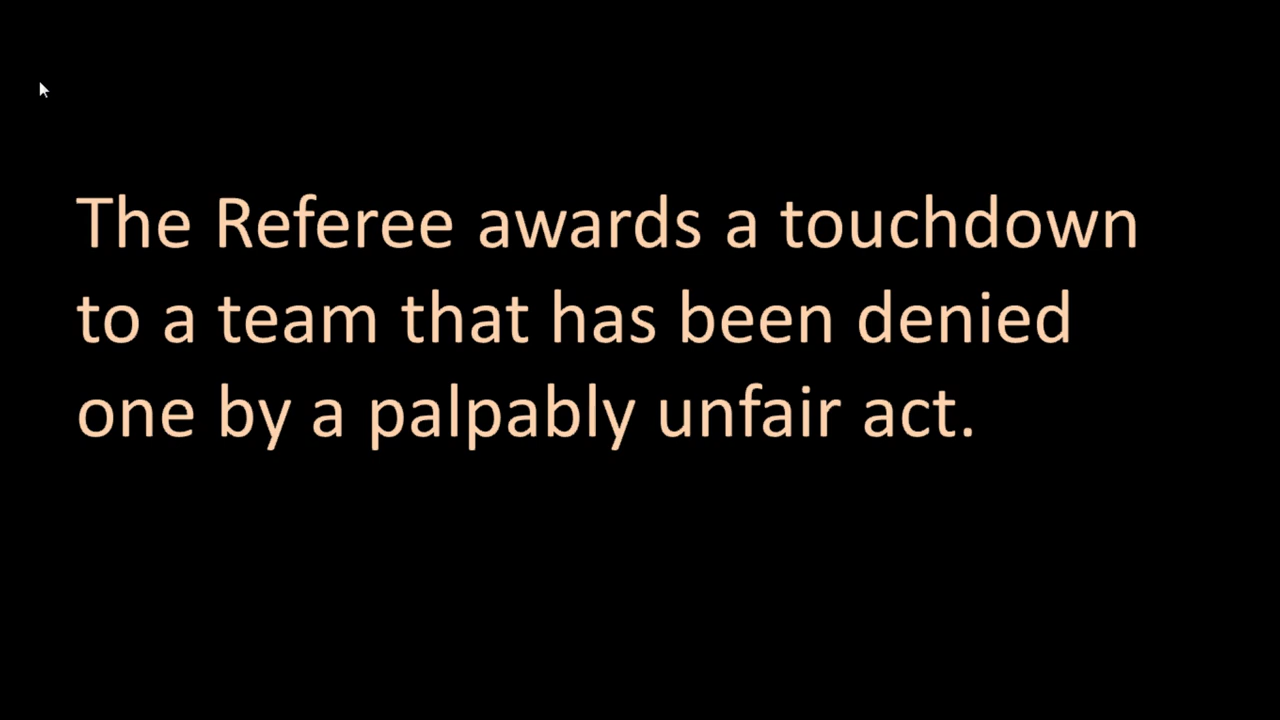 The Referee awards a touchdown
to a team that has been denied
one by a palpably unfair act.